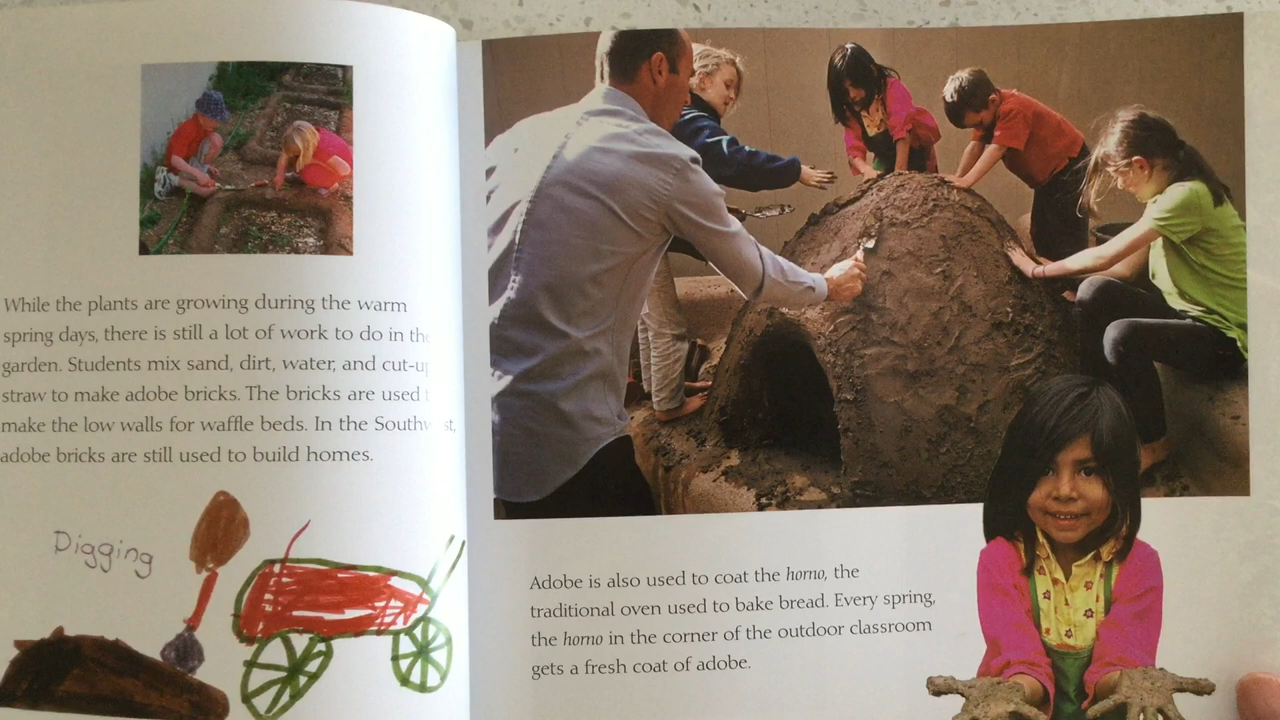 While the plants are growing during the warm
spring days, there is still a lot of work to do in the
garden. Students mix sand, dirt, water, and cut-up
straw to make adobe bricks. The bricks are used
make the low walls for waffle beds. In the
adobe bricks are still used to build homes.
Digging
Adobe is also used to coat the horno, the
traditional oven used to bake bread. Every spring,
the horno in the corner of the outdoor classroom
gets a fresh coat of adobe.